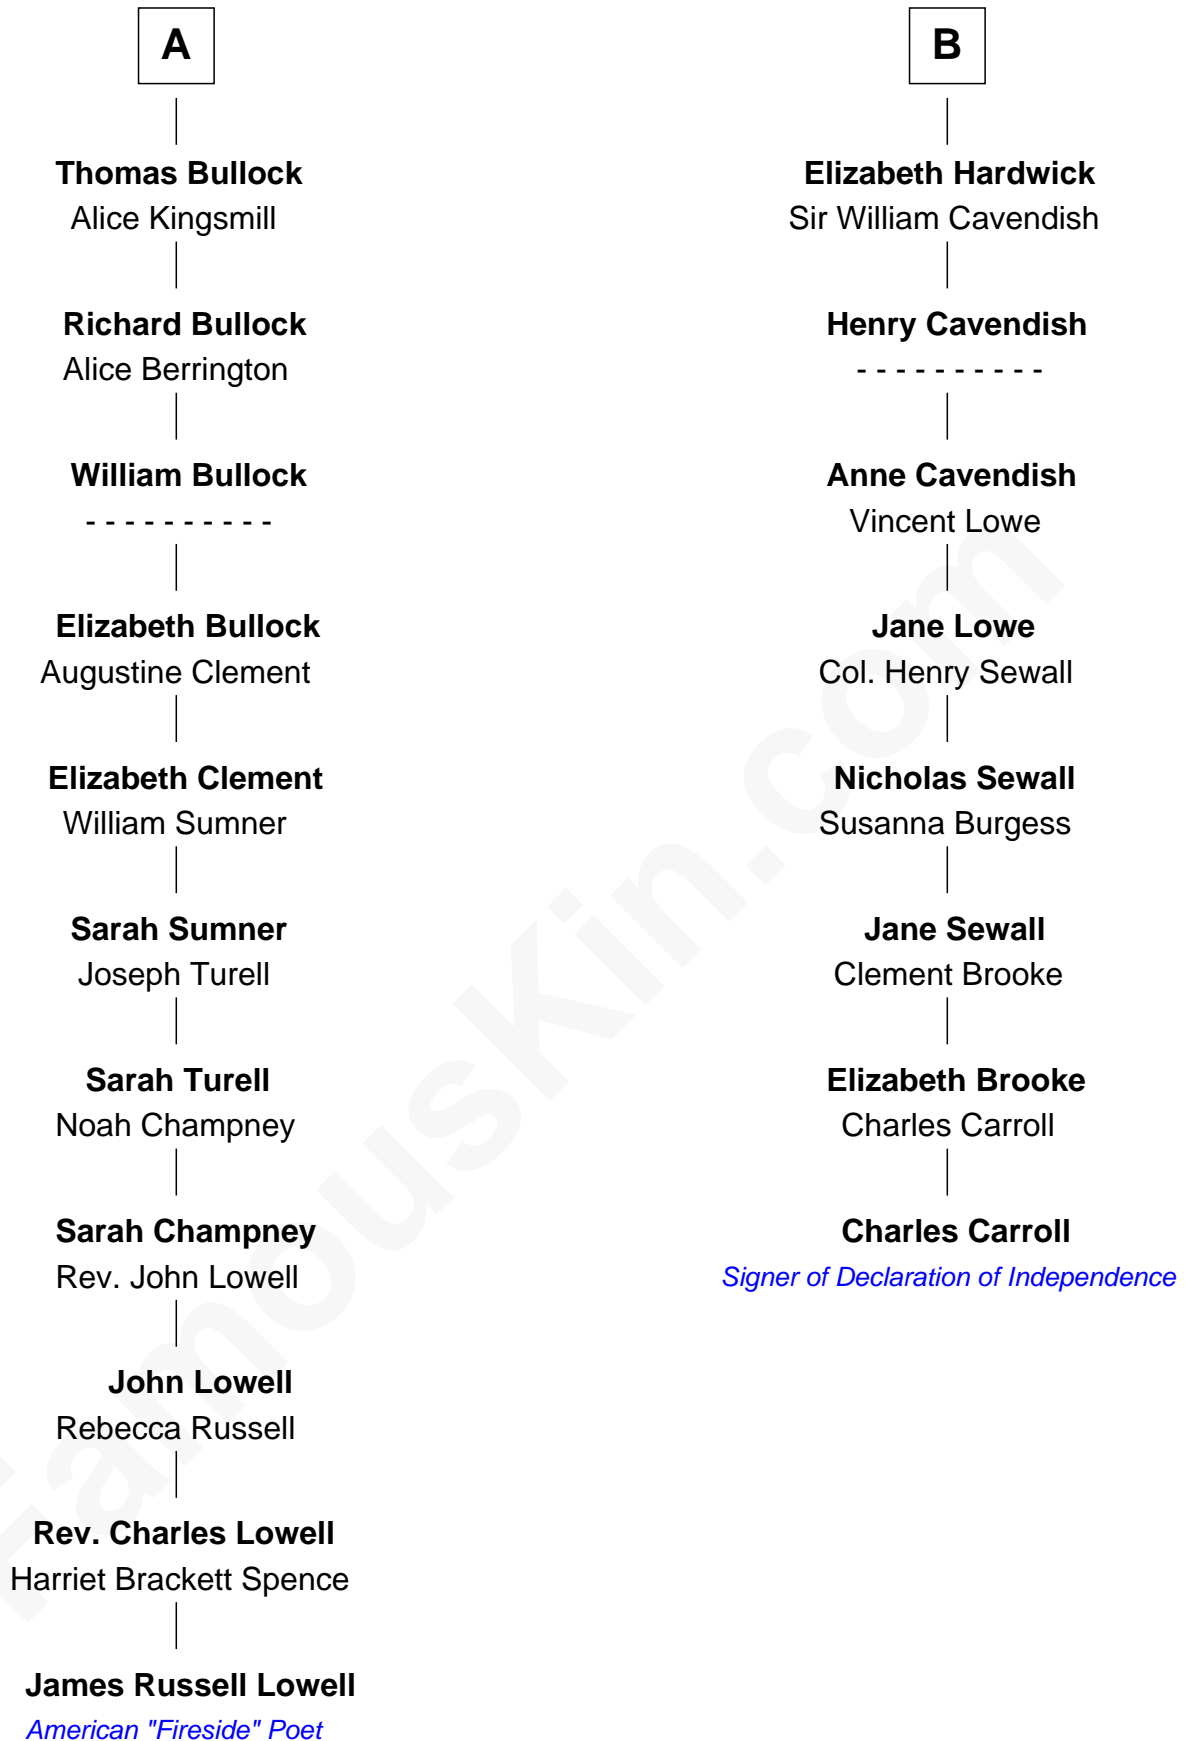 A
Thomas Bullock
Alice Kingsmill
Richard Bullock
Alice Berrington
William Bullock
- - - - - - - - - -
Elizabeth Bullock
Augustine Clement
Elizabeth Clement
William Sumner
Sarah Sumner
Joseph Turell
Sarah Turell
Noah Champney
Sarah Champney
Rev. John Lowell
John Lowell
Rebecca Russell
Rev. Charles Lowell
Harriet Brackett Spence
James Russell Lowell
American "Fireside" Poet
B
Elizabeth Hardwick
Sir William Cavendish
Henry Cavendish
- - - - - - - - - -
Anne Cavendish
Vincent Lowe
Jane Lowe
Col. Henry Sewall
Nicholas Sewall
Susanna Burgess
Jane Sewall
Clement Brooke
Elizabeth Brooke
Charles Carroll
Charles Carroll
Signer of Declaration of Independence
FamousKin.com